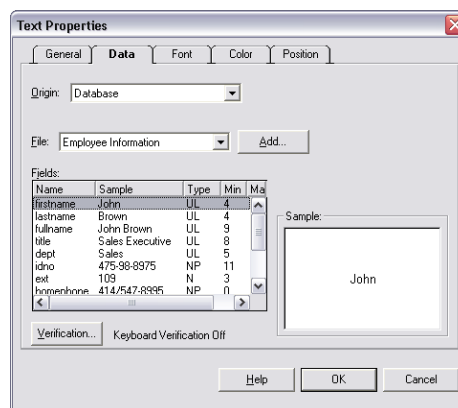 Text Properties
General Data Font Color Position
Origin: Database
File: Employee Information Add...
Fields:
Name Sample Type Min Ma
firstname John UL 4
lastname Brown UL 4
fullname John Brown UL 9
title Sales Executive UL 8
dept Sales UL 5
idno 475-98-8975 NP 11
ext 109 N 3
homephone 414/547-8995 NP 0
Sample:
John
Verification... Keyboard Verification Off
Help OK Cancel